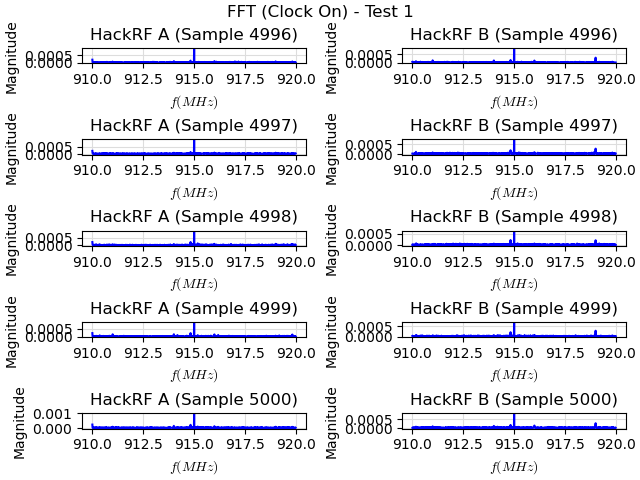 FFT (Clock On) - Test 1
HackRF A (Sample 4996)
Magnitude
0.0005
0.0000
910.0 912.5 915.0 917.5 920.0
f(MHz)
HackRF B (Sample 4996)
Magnitude
0.0005
0.0000
910.0 912.5 915.0 917.5 920.0
f(MHz)
HackRF A (Sample 4997)
Magnitude
0.0005
0.0000
910.0 912.5 915.0 917.5 920.0
f(MHz)
HackRF B (Sample 4997)
Magnitude
0.0005
0.0000
910.0 912.5 915.0 917.5 920.0
f(MHz)
HackRF A (Sample 4998)
Magnitude
0.0005
0.0000
910.0 912.5 915.0 917.5 920.0
f(MHz)
HackRF B (Sample 4998)
Magnitude
0.0005
0.0000
910.0 912.5 915.0 917.5 920.0
f(MHz)
HackRF A (Sample 4999)
Magnitude
0.0005
0.0000
910.0 912.5 915.0 917.5 920.0
f(MHz)
HackRF B (Sample 4999)
Magnitude
0.0005
0.0000
910.0 912.5 915.0 917.5 920.0
f(MHz)
HackRF A (Sample 5000)
Magnitude
0.001
0.000
910.0 912.5 915.0 917.5 920.0
f(MHz)
HackRF B (Sample 5000)
Magnitude
0.0005
0.0000
910.0 912.5 915.0 917.5 920.0
f(MHz)